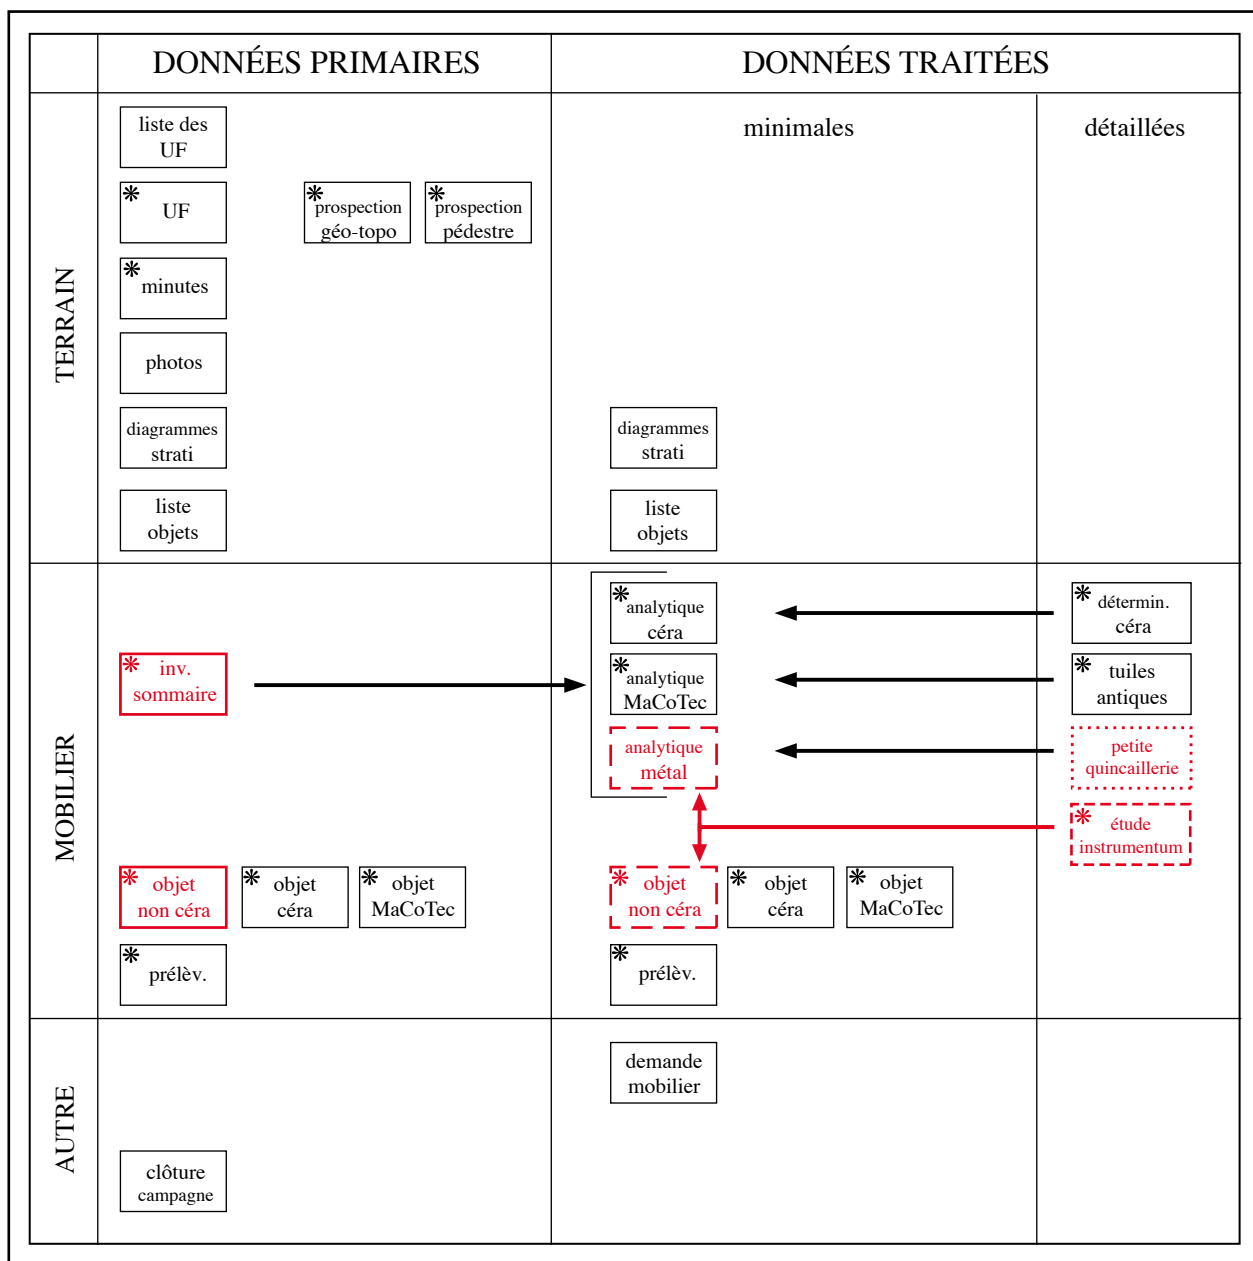 DONNÉES PRIMAIRES
DONNÉES TRAITÉES
minimales
détaillées
TERRAIN
liste des
UF
❋
UF
❋
prospection
géo-topo
❋
prospection
pédestre
❋
minutes
photos
diagrammes
strati
diagrammes
strati
liste
objets
liste
objets
MOBILIER
❋
inv.
sommaire
❋
analytique
céra
❋
analytique
MaCoTec
analytique
métal
❋
détermin.
céra
❋
tuiles
antiques
petite
quincaillerie
❋
étude
instrumentum
❋
objet
non céra
❋
objet
céra
❋
objet
MaCoTec
❋
objet
non céra
❋
objet
céra
❋
objet
MaCoTec
❋
prélèv.
❋
prélèv.
AUTRE
demande
mobilier
clôture
campagne